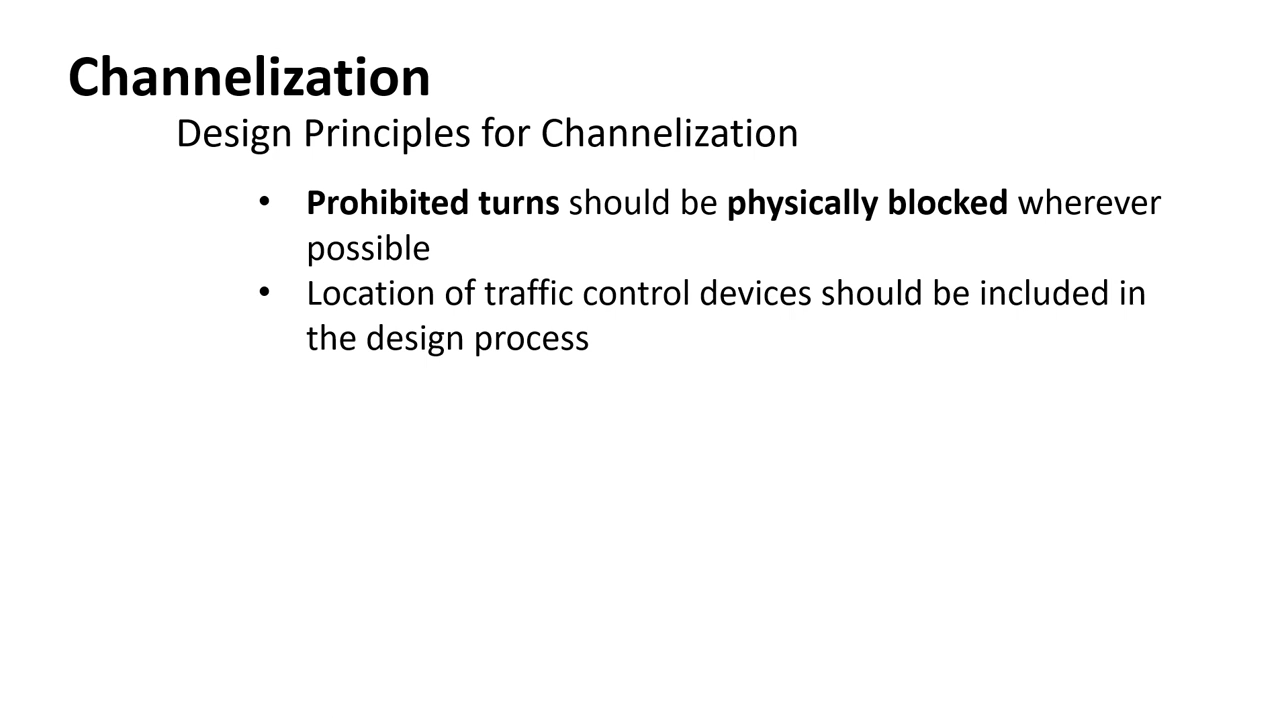 Channelization
Design Principles for Channelization
• Prohibited turns should be physically blocked wherever
possible
• Location of traffic control devices should be included in
the design process